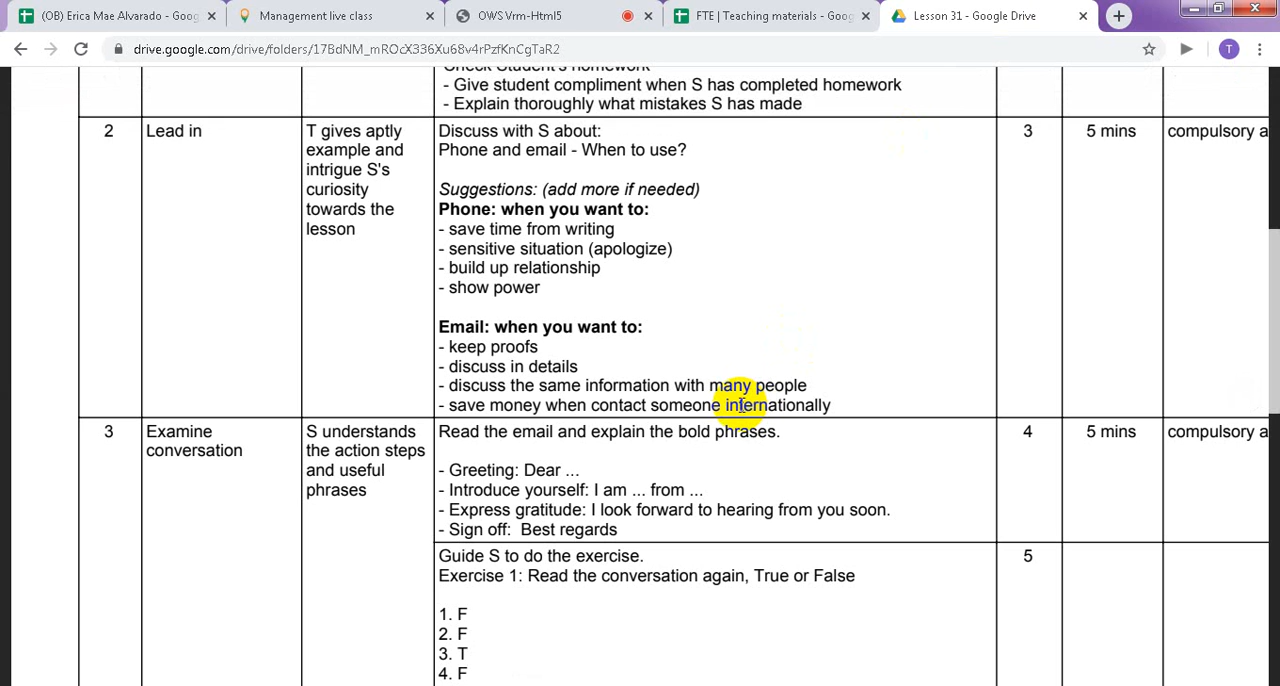 (OB) Erica Mae Alvarado - Goog
Management live class
OWS Vrm-Html5
FTE | Teaching materials - Goog
Lesson 31 - Google Drive
drive.google.com/drive/folders/17BdNM_mROcX336Xu68v4rPzfKnCgTaR2
T
Check Student's homework
- Give student compliment when S has completed homework
- Explain thoroughly what mistakes S has made
2
Lead in
T gives aptly
example and
intrigue S's
curiosity
towards the
lesson
Discuss with S about:
Phone and email - When to use?
Suggestions: (add more if needed)
Phone: when you want to:
- save time from writing
- sensitive situation (apologize)
- build up relationship
- show power
Email: when you want to:
- keep proofs
- discuss in details
- discuss the same information with many people
- save money when contact someone internationally
3
5 mins
compulsory a
3
Examine
conversation
S understands
the action steps
and useful
phrases
Read the email and explain the bold phrases.
- Greeting: Dear ...
- Introduce yourself: I am ... from ...
- Express gratitude: I look forward to hearing from you soon.
- Sign off:  Best regards
4
5 mins
compulsory a
Guide S to do the exercise.
Exercise 1: Read the conversation again, True or False
1. F
2. F
3. T
4. F
5